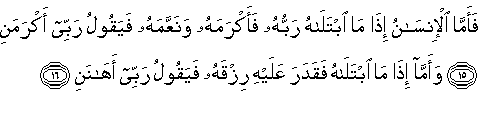 فَأَمَّا ٱلْإِنسَـٰنُ إِذَا مَا ٱبْتَلَىٰهُ رَبُّهُۥ فَأَكْرَمَهُۥ وَنَعَّمَهُۥ فَيَقُولُ رَبِّىٓ أَكْرَمَنِ
١٥ وَأَمَّآ إِذَا مَا ٱبْتَلَىٰهُ فَقَدَرَ عَلَيْهِ رِزْقَهُۥ فَيَقُولُ رَبِّىٓ أَهَـٰنَنِ ١٦